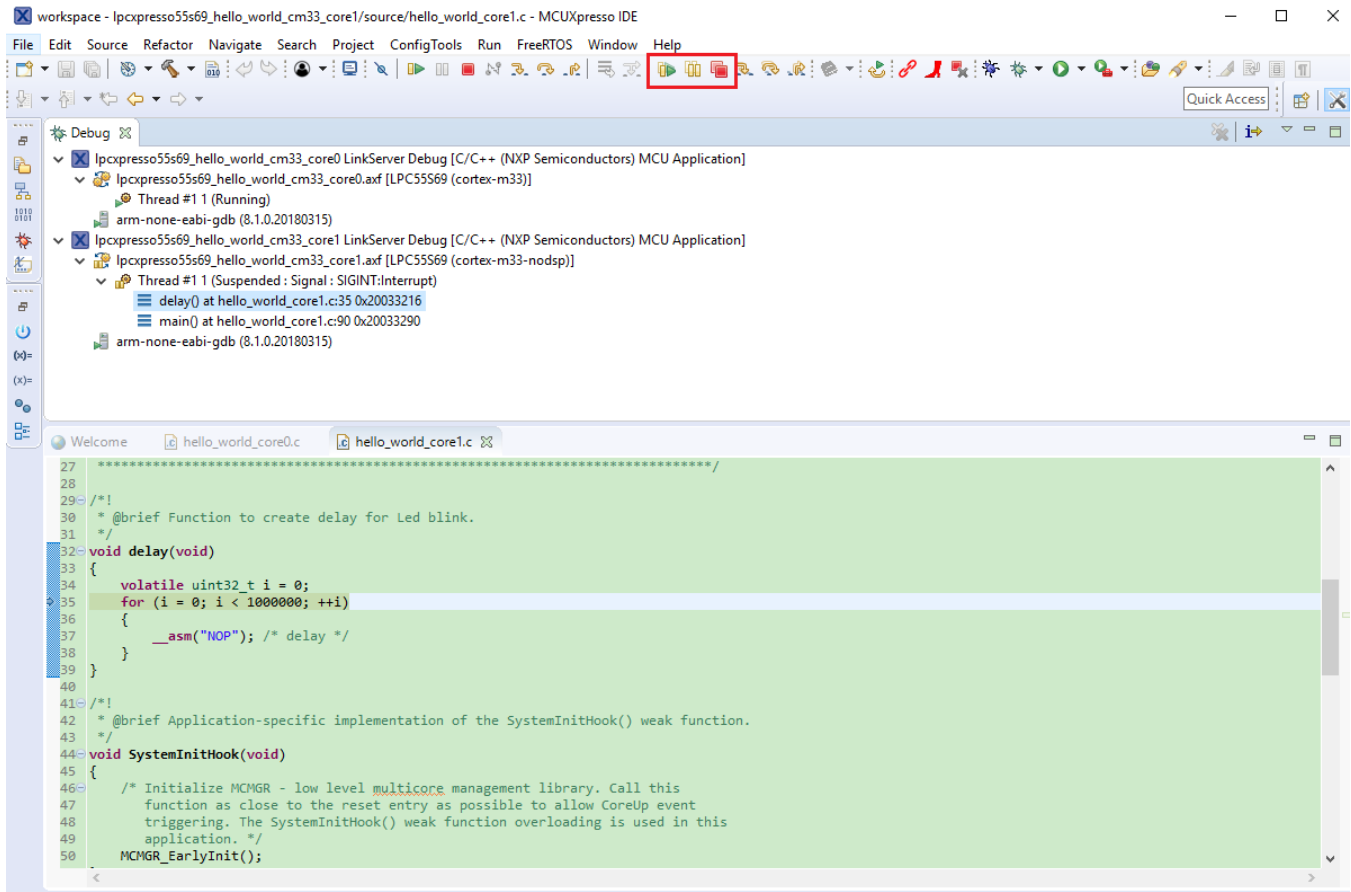 workspace - lpcxpresso55s69_hello_world_cm33_core1/source/hello_world_core1.c - MCUXpresso IDE
File Edit Source Refactor Navigate Search Project ConfigTools Run FreeRTOS Window Help
Quick Access
Debug
lpcxpresso55s69_hello_world_cm33_core0 LinkServer Debug [C/C++ (NXP Semiconductors) MCU Application]
lpcxpresso55s69_hello_world_cm33_core0.axf [LPC55S69 (cortex-m33)]
Thread #1 1 (Running)
arm-none-eabi-gdb (8.1.0.20180315)
lpcxpresso55s69_hello_world_cm33_core1 LinkServer Debug [C/C++ (NXP Semiconductors) MCU Application]
lpcxpresso55s69_hello_world_cm33_core1.axf [LPC55S69 (cortex-m33-nodsp)]
Thread #1 1 (Suspended : Signal : SIGINT:Interrupt)
delay() at hello_world_core1.c:35 0x20033216
main() at hello_world_core1.c:90 0x20033290
arm-none-eabi-gdb (8.1.0.20180315)
Welcome hello_world_core0.c hello_world_core1.c
27 ******************************************************************************/
28
29 /*!
30 * @brief Function to create delay for Led blink.
31 */
32 void delay(void)
33 {
34 volatile uint32_t i = 0;
35 for (i = 0; i < 1000000; ++i)
36 {
37 __asm("NOP"); /* delay */
38 }
39 }
40
41 /*!
42 * @brief Application-specific implementation of the SystemInitHook() weak function.
43 */
44 void SystemInitHook(void)
45 {
46 /* Initialize MCMGR - low level multicore management library. Call this
47 function as close to the reset entry as possible to allow CoreUp event
48 triggering. The SystemInitHook() weak function overloading is used in this
49 application. */
50 MCMGR_EarlyInit();